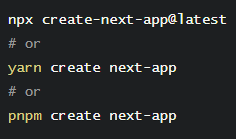 npx create-next-app@latest
# or
yarn create next-app
# or
pnpm create next-app